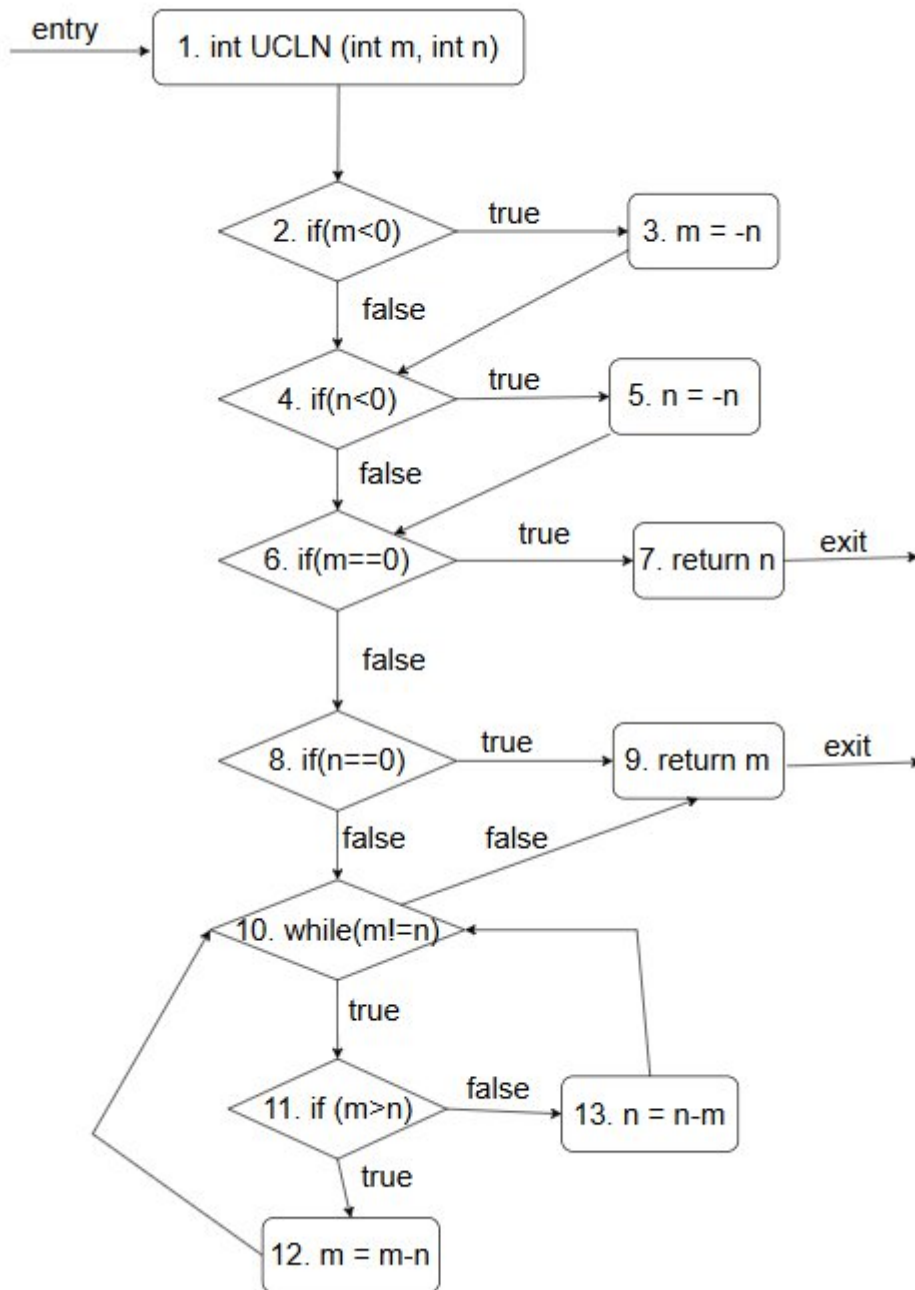 entry
1. int UCLN (int m, int n)
2. if(m<0)
true
3. m = -n
false
4. if(n<0)
true
5. n = -n
false
6. if(m==0)
true
7. return n
exit
false
8. if(n==0)
true
9. return m
exit
false
false
10. while(m!=n)
true
11. if (m>n)
false
13. n = n-m
true
12. m = m-n